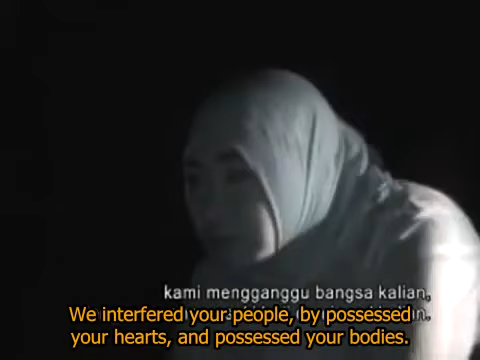 kami mengganggu bangsa kalian,
We interfered your people, by possessed
your hearts, and possessed your bodies.